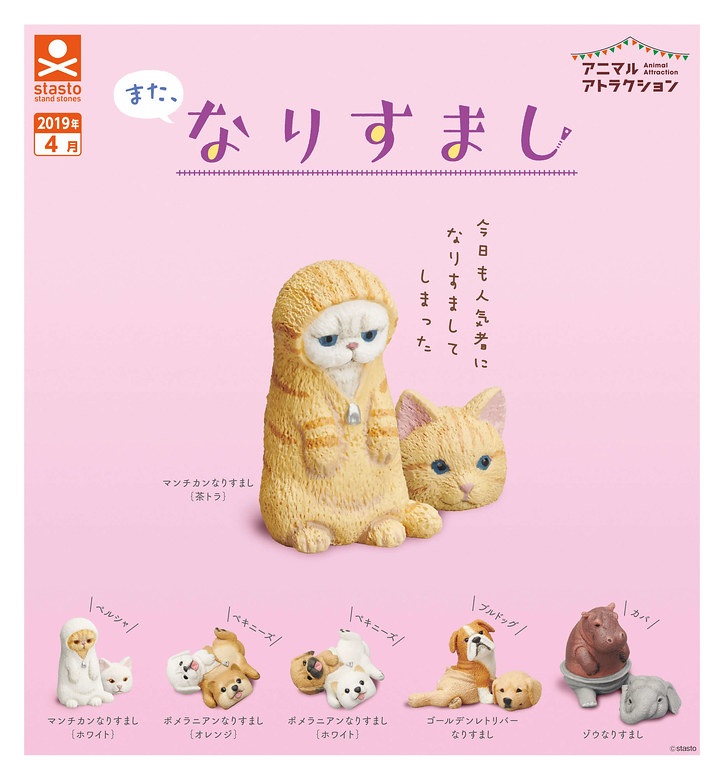 stasto
stand stones
2019年
4月
アニマル Animal
アトラクション Attraction
また、
なりすまし
今日も人気者に
なりすまして
しまった
マンチカンなりすまし
〔茶トラ〕
ペルシャ
ペキニーズ
ペキニーズ
ブルドッグ
カバ
マンチカンなりすまし
〔ホワイト〕
ポメラニアンなりすまし
〔オレンジ〕
ポメラニアンなりすまし
〔ホワイト〕
ゴールデンレトリバー
なりすまし
ゾウなりすまし
©stasto